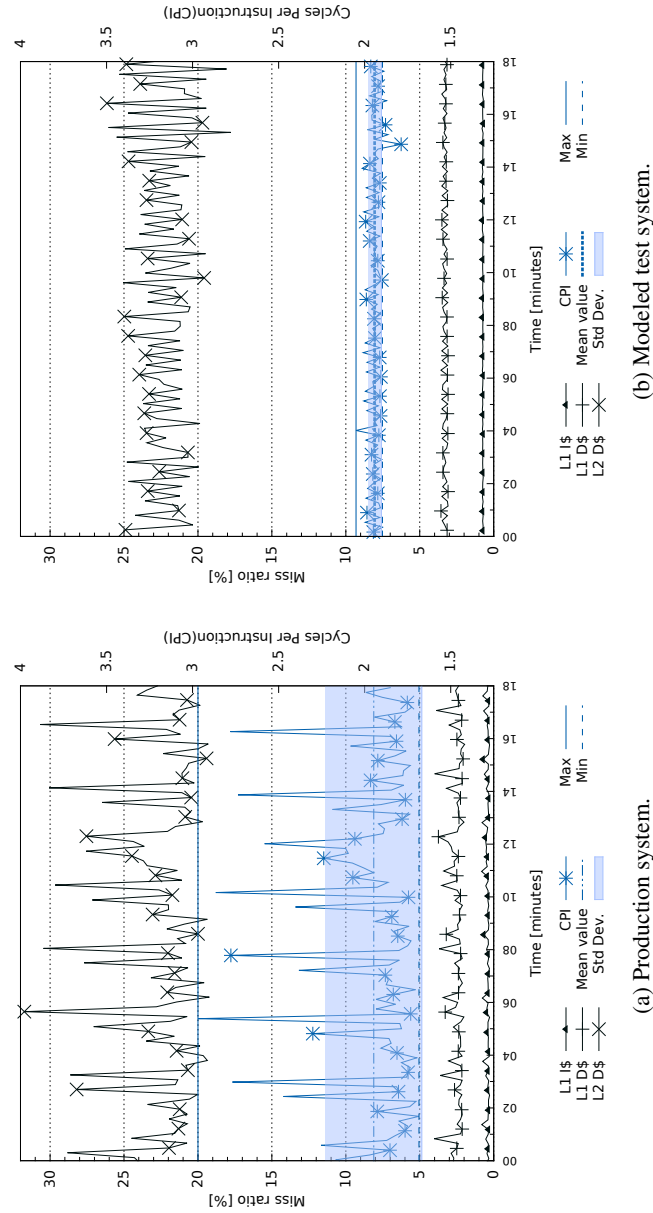 Cycles Per Instruction(CPI)
1.5 2 2.5 3 3.5 4
Miss ratio [%]
0 5 10 15 20 25 30
00 02 04 06 08 10 12 14 16 18
Time [minutes]
L1 I$
L1 D$
L2 D$
CPI
Mean value
Std Dev.
Max
Min
(a) Production system.
Cycles Per Instruction(CPI)
1.5 2 2.5 3 3.5 4
Miss ratio [%]
0 5 10 15 20 25 30
00 02 04 06 08 10 12 14 16 18
Time [minutes]
L1 I$
L1 D$
L2 D$
CPI
Mean value
Std Dev.
Max
Min
(b) Modeled test system.